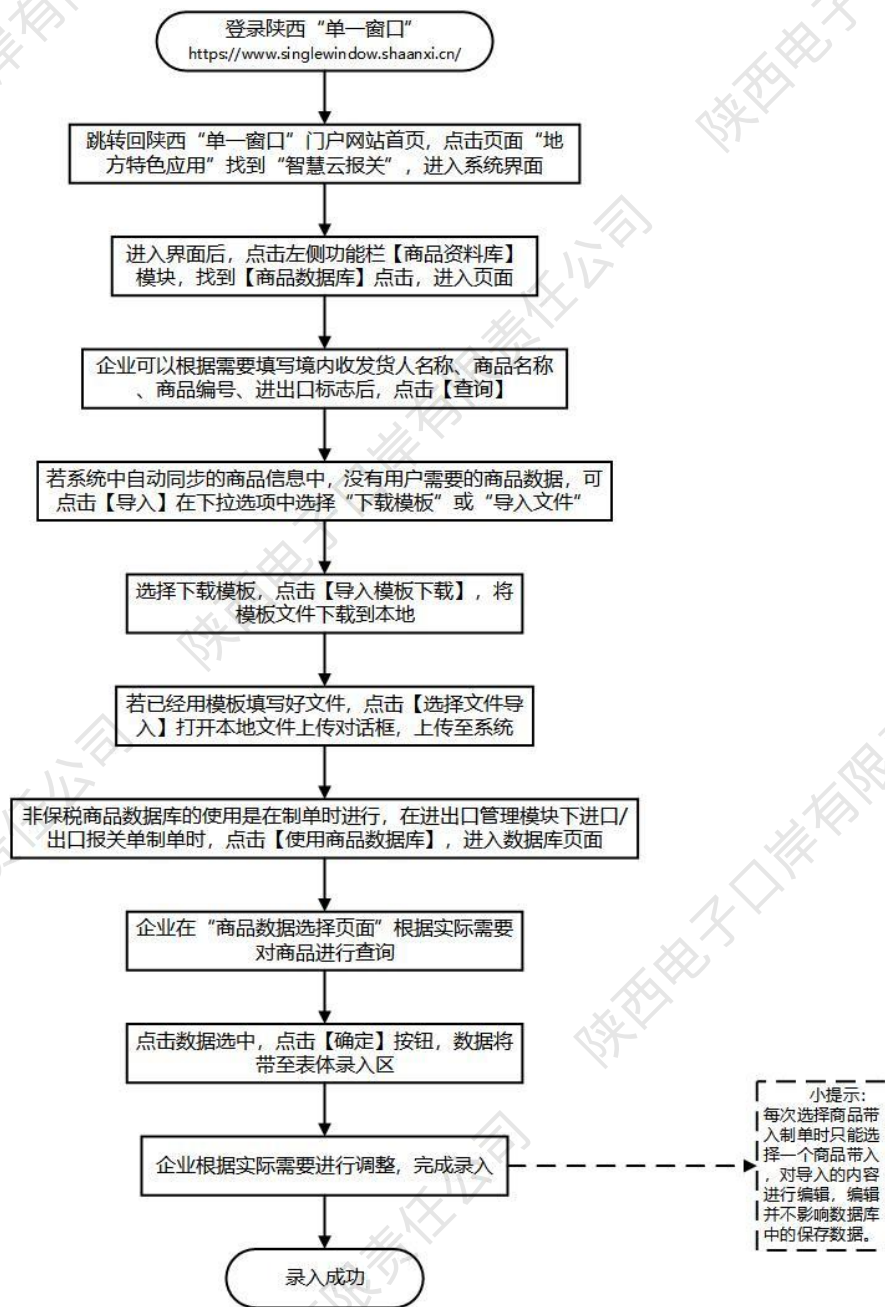 登录陕西“单一窗口”
https://www.singlewindow.shaanxi.cn/
跳转回陕西“单一窗口”门户网站首页，点击页面“地
方特色应用”找到“智慧云报关”，进入系统界面
进入界面后，点击左侧功能栏【商品资料库】
模块，找到【商品数据库】点击，进入页面
企业可以根据需要填写境内收发货人名称、商品名称
、商品编号、进出口标志后，点击【查询】
若系统中自动同步的商品信息中，没有用户需要的商品数据，可
点击【导入】在下拉选项中选择“下载模板”或“导入文件”
选择下载模板，点击【导入模板下载】，将
模板文件下载到本地
若已经用模板填写好文件，点击【选择文件导
入】打开本地文件上传对话框，上传至系统
非保税商品数据库的使用是在制单时进行，在进出口管理模块下进口/
出口报关单制单时，点击【使用商品数据库】，进入数据库页面
企业在“商品数据选择页面”根据实际需要
对商品进行查询
点击数据选中，点击【确定】按钮，数据将
带至表体录入区
企业根据实际需要进行调整，完成录入
小提示：
每次选择商品带
入制单时只能选
择一个商品带入
，对导入的内容
进行编辑，编辑
并不影响数据库
中的保存数据。
录入成功
陕西电子口岸有限责任公司